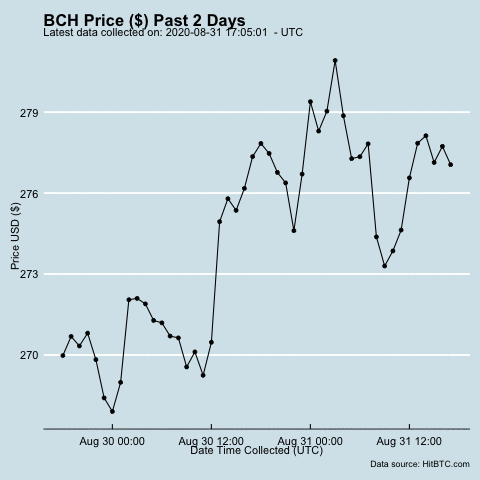 BCH Price ($) Past 2 Days
Latest data collected on: 2020-08-31 17:05:01  - UTC
Price USD ($)
279
276
273
270
Aug 30 00:00 Aug 30 12:00 Aug 31 00:00 Aug 31 12:00
Date Time Collected (UTC)
Data source: HitBTC.com